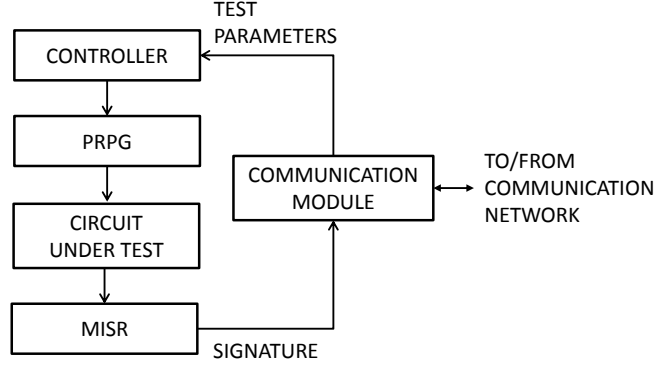 TEST
PARAMETERS
CONTROLLER
PRPG
COMMUNICATION
MODULE
TO/FROM
COMMUNICATION
NETWORK
CIRCUIT
UNDER TEST
MISR
SIGNATURE